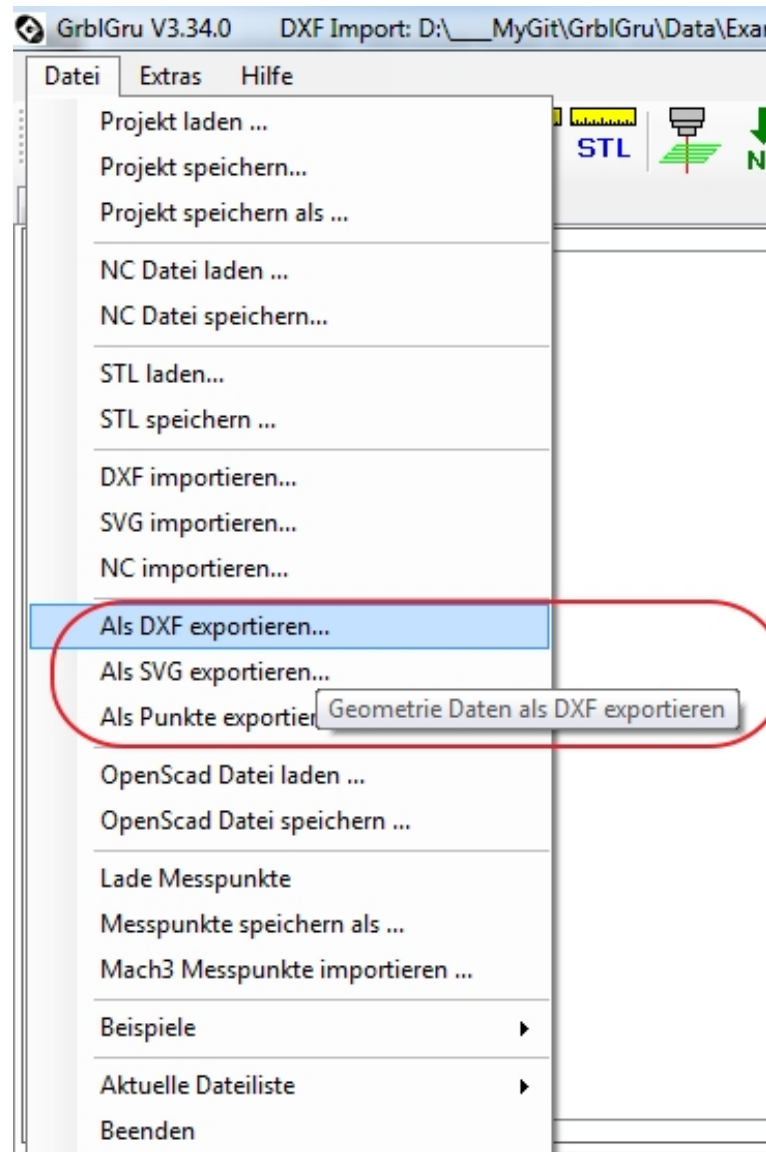 GrblGru V3.34.0 DXF Import: D:\___MyGit\GrblGru\Data\Exa
Datei Extras Hilfe
STL
N
Projekt laden ...
Projekt speichern...
Projekt speichern als ...
NC Datei laden ...
NC Datei speichern...
STL laden...
STL speichern ...
DXF importieren...
SVG importieren...
NC importieren...
Als DXF exportieren...
Als SVG exportieren...
Als Punkte exportier
Geometrie Daten als DXF exportieren
OpenScad Datei laden ...
OpenScad Datei speichern ...
Lade Messpunkte
Messpunkte speichern als ...
Mach3 Messpunkte importieren ...
Beispiele
Aktuelle Dateiliste
Beenden